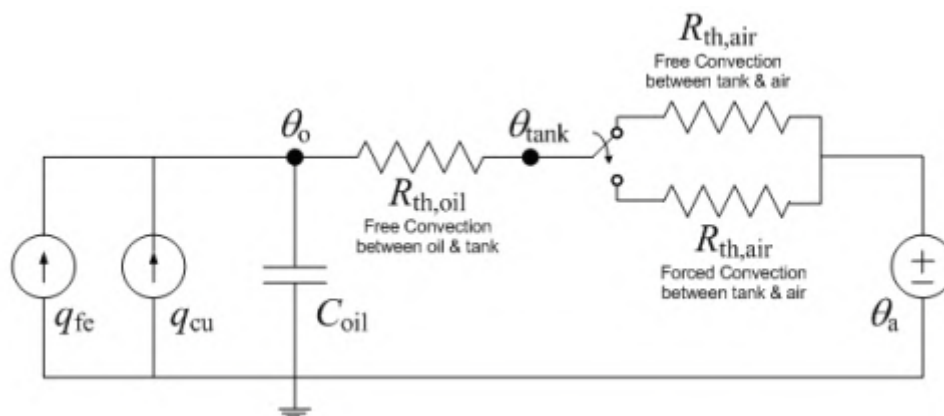 R_th,air
Free Convection
between tank & air
θ_o
θ_tank
R_th,oil
Free Convection
between oil & tank
R_th,air
Forced Convection
between tank & air
q_fe
q_cu
C_oil
θ_a
+
−